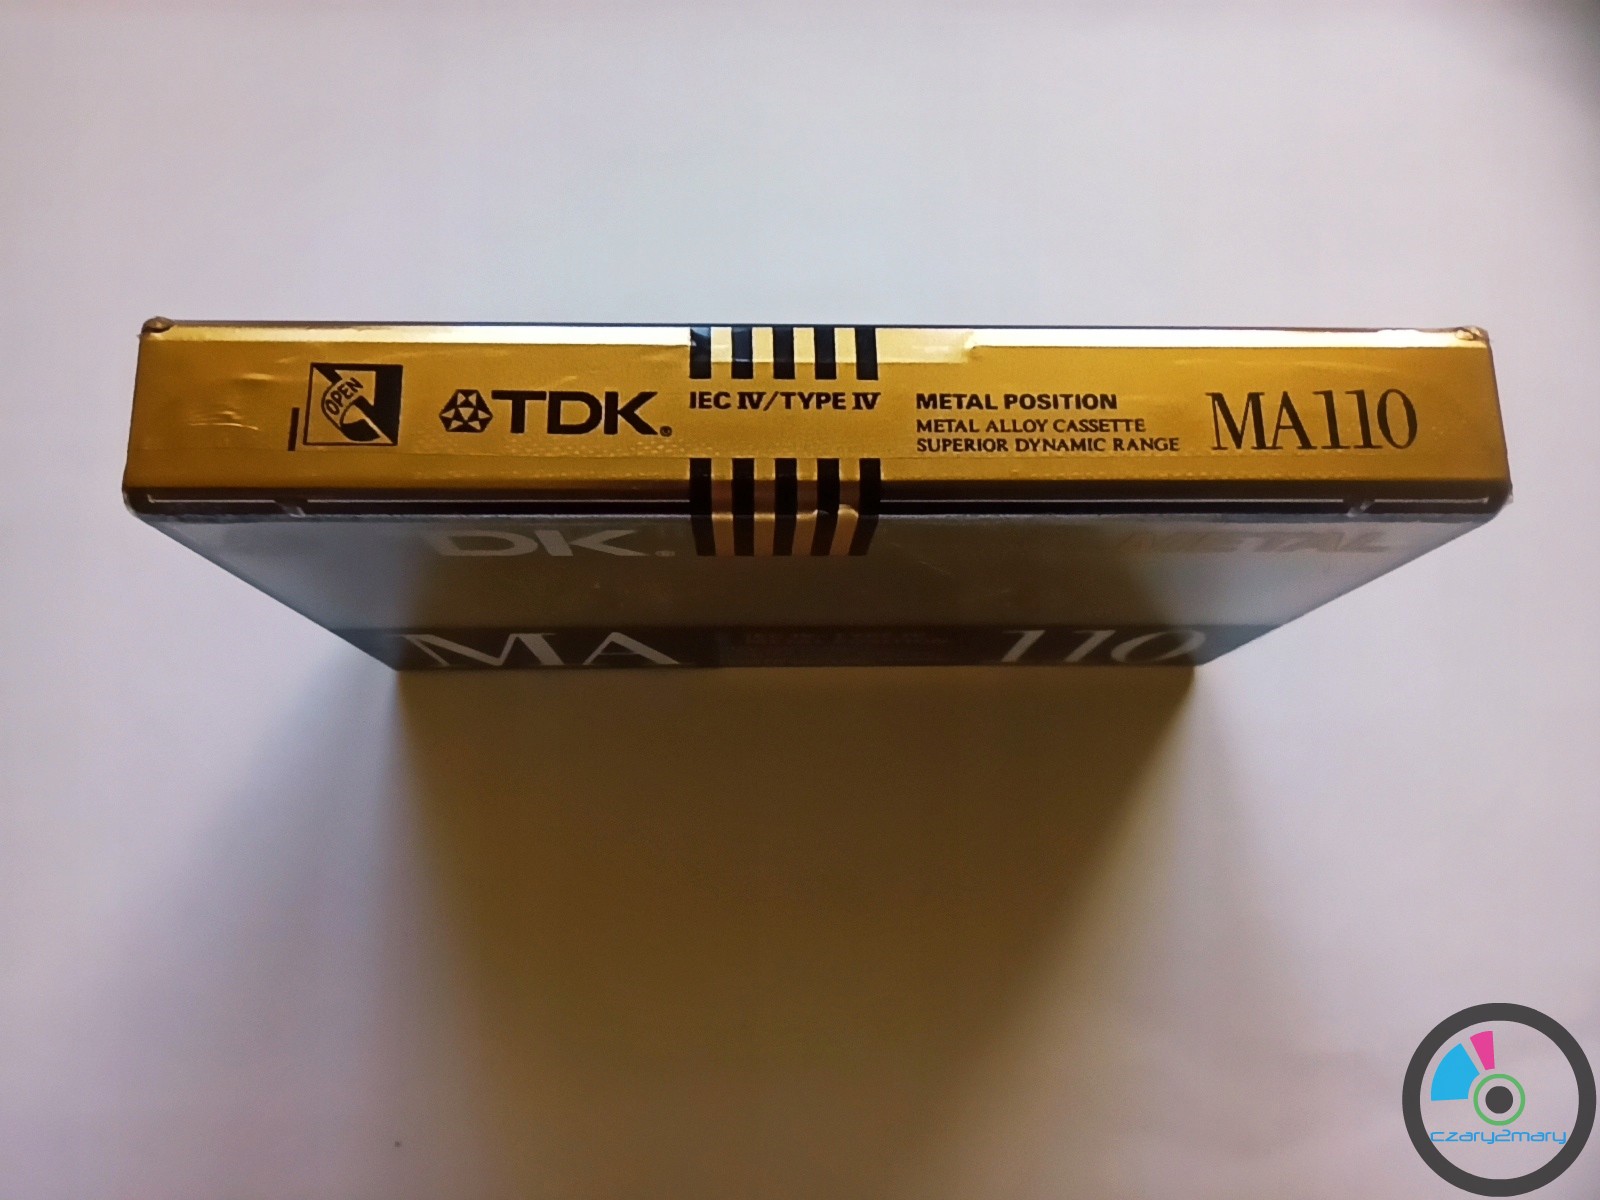 OPEN
TDK®
IEC IV/TYPE IV
METAL POSITION
METAL ALLOY CASSETTE
SUPERIOR DYNAMIC RANGE
MA110
DK®
METAL
MA
110
czary2mary